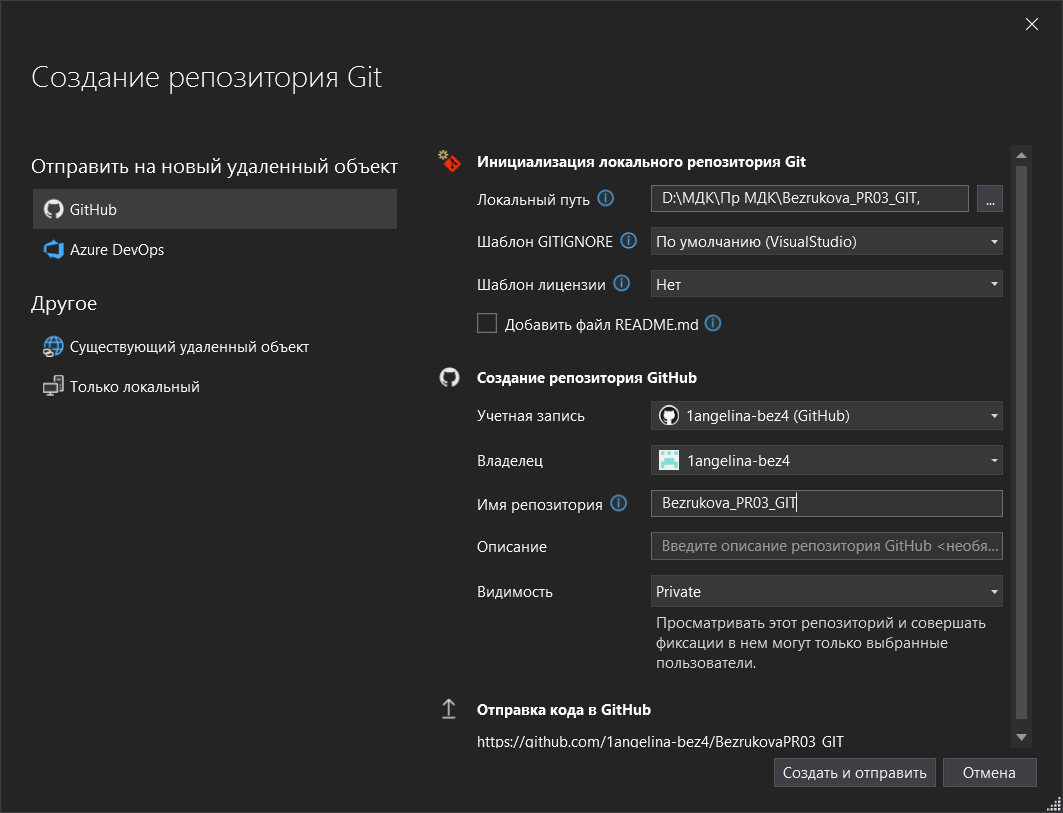 Создание репозитория Git
Отправить на новый удаленный объект
GitHub
Azure DevOps
Другое
Существующий удаленный объект
Только локальный
Инициализация локального репозитория Git
Локальный путь D:\МДК\Пр МДК\Bezrukova_PR03_GIT, ...
Шаблон GITIGNORE По умолчанию (VisualStudio)
Шаблон лицензии Нет
Добавить файл README.md
Создание репозитория GitHub
Учетная запись 1angelina-bez4 (GitHub)
Владелец 1angelina-bez4
Имя репозитория Bezrukova_PR03_GIT
Описание Введите описание репозитория GitHub <необя...
Видимость Private
Просматривать этот репозиторий и совершать
фиксации в нем могут только выбранные
пользователи.
Отправка кода в GitHub
https://github.com/1angelina-bez4/BezrukovaPR03_GIT
Создать и отправить Отмена